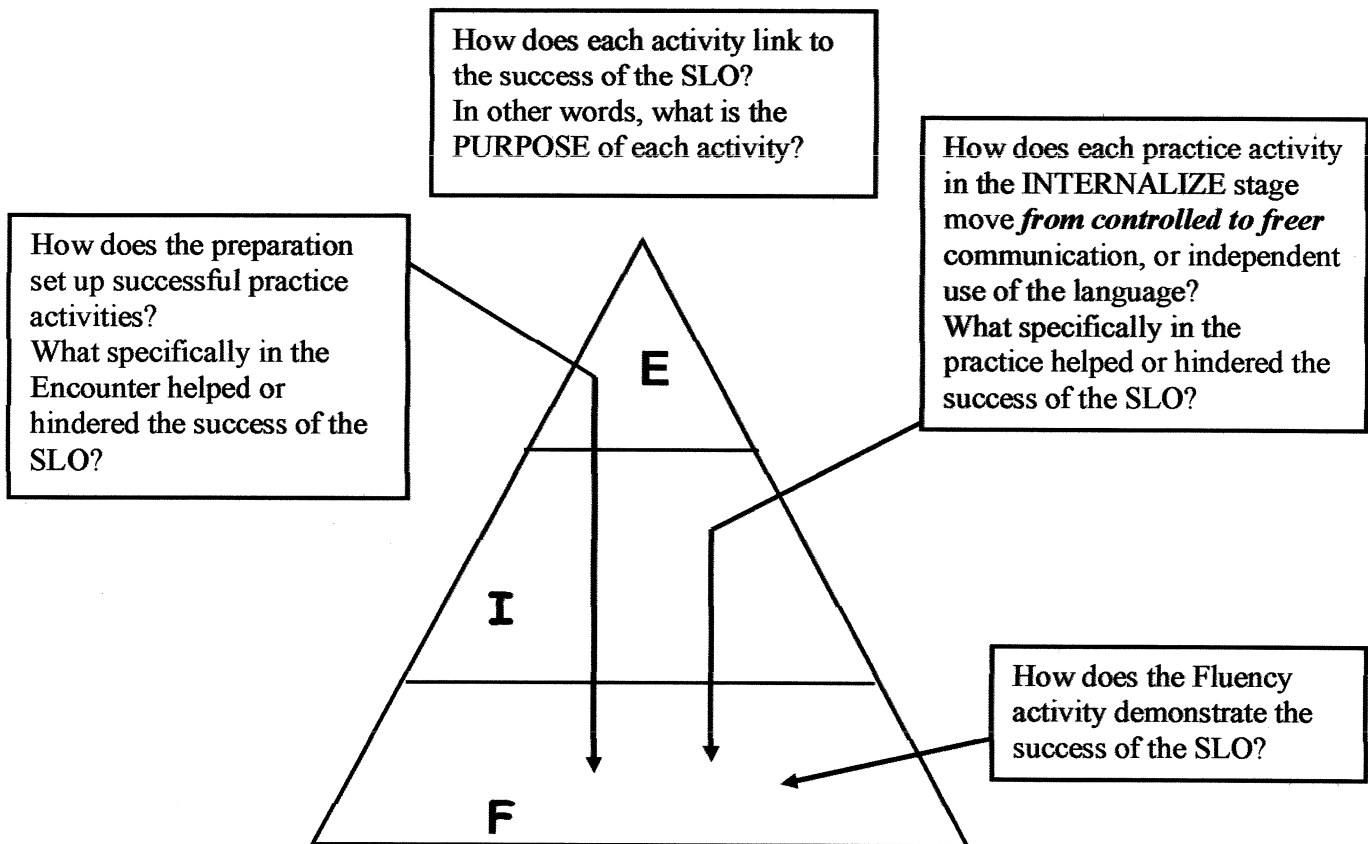 How does each activity link to
the success of the SLO?
In other words, what is the
PURPOSE of each activity?
How does the preparation
set up successful practice
activities?
What specifically in the
Encounter helped or
hindered the success of the
SLO?
How does each practice activity
in the INTERNALIZE stage
move from controlled to freer
communication, or independent
use of the language?
What specifically in the
practice helped or hindered the
success of the SLO?
E
I
How does the Fluency
activity demonstrate the
success of the SLO?
F